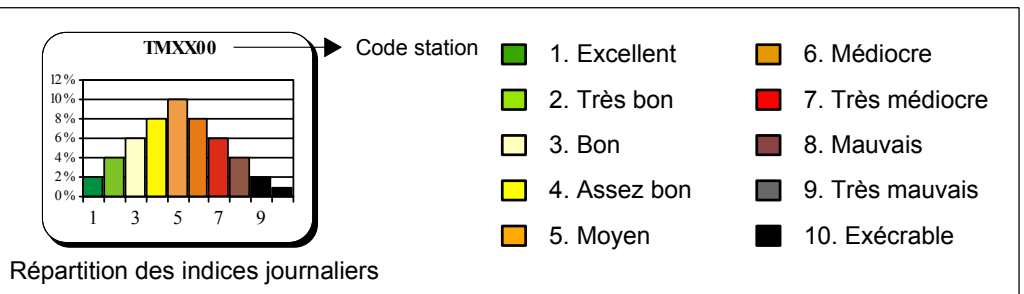 TMXX00
Code station
12%
10%
8%
6%
4%
2%
0%
1 3 5 7 9
Répartition des indices journaliers
1. Excellent
2. Très bon
3. Bon
4. Assez bon
5. Moyen
6. Médiocre
7. Très médiocre
8. Mauvais
9. Très mauvais
10. Exécrable